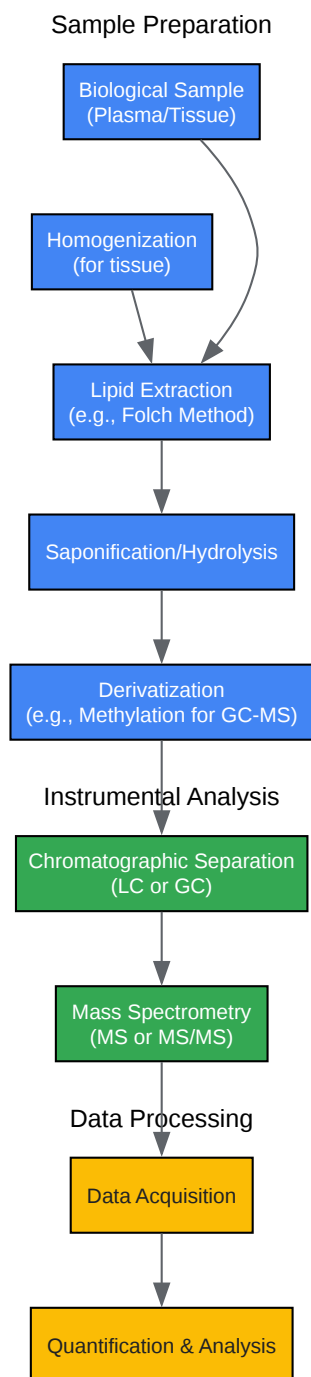 Sample Preparation
Biological Sample
(Plasma/Tissue)
Homogenization
(for tissue)
Lipid Extraction
(e.g., Folch Method)
Saponification/Hydrolysis
Derivatization
(e.g., Methylation for GC-MS)
Instrumental Analysis
Chromatographic Separation
(LC or GC)
Mass Spectrometry
(MS or MS/MS)
Data Processing
Data Acquisition
Quantification & Analysis